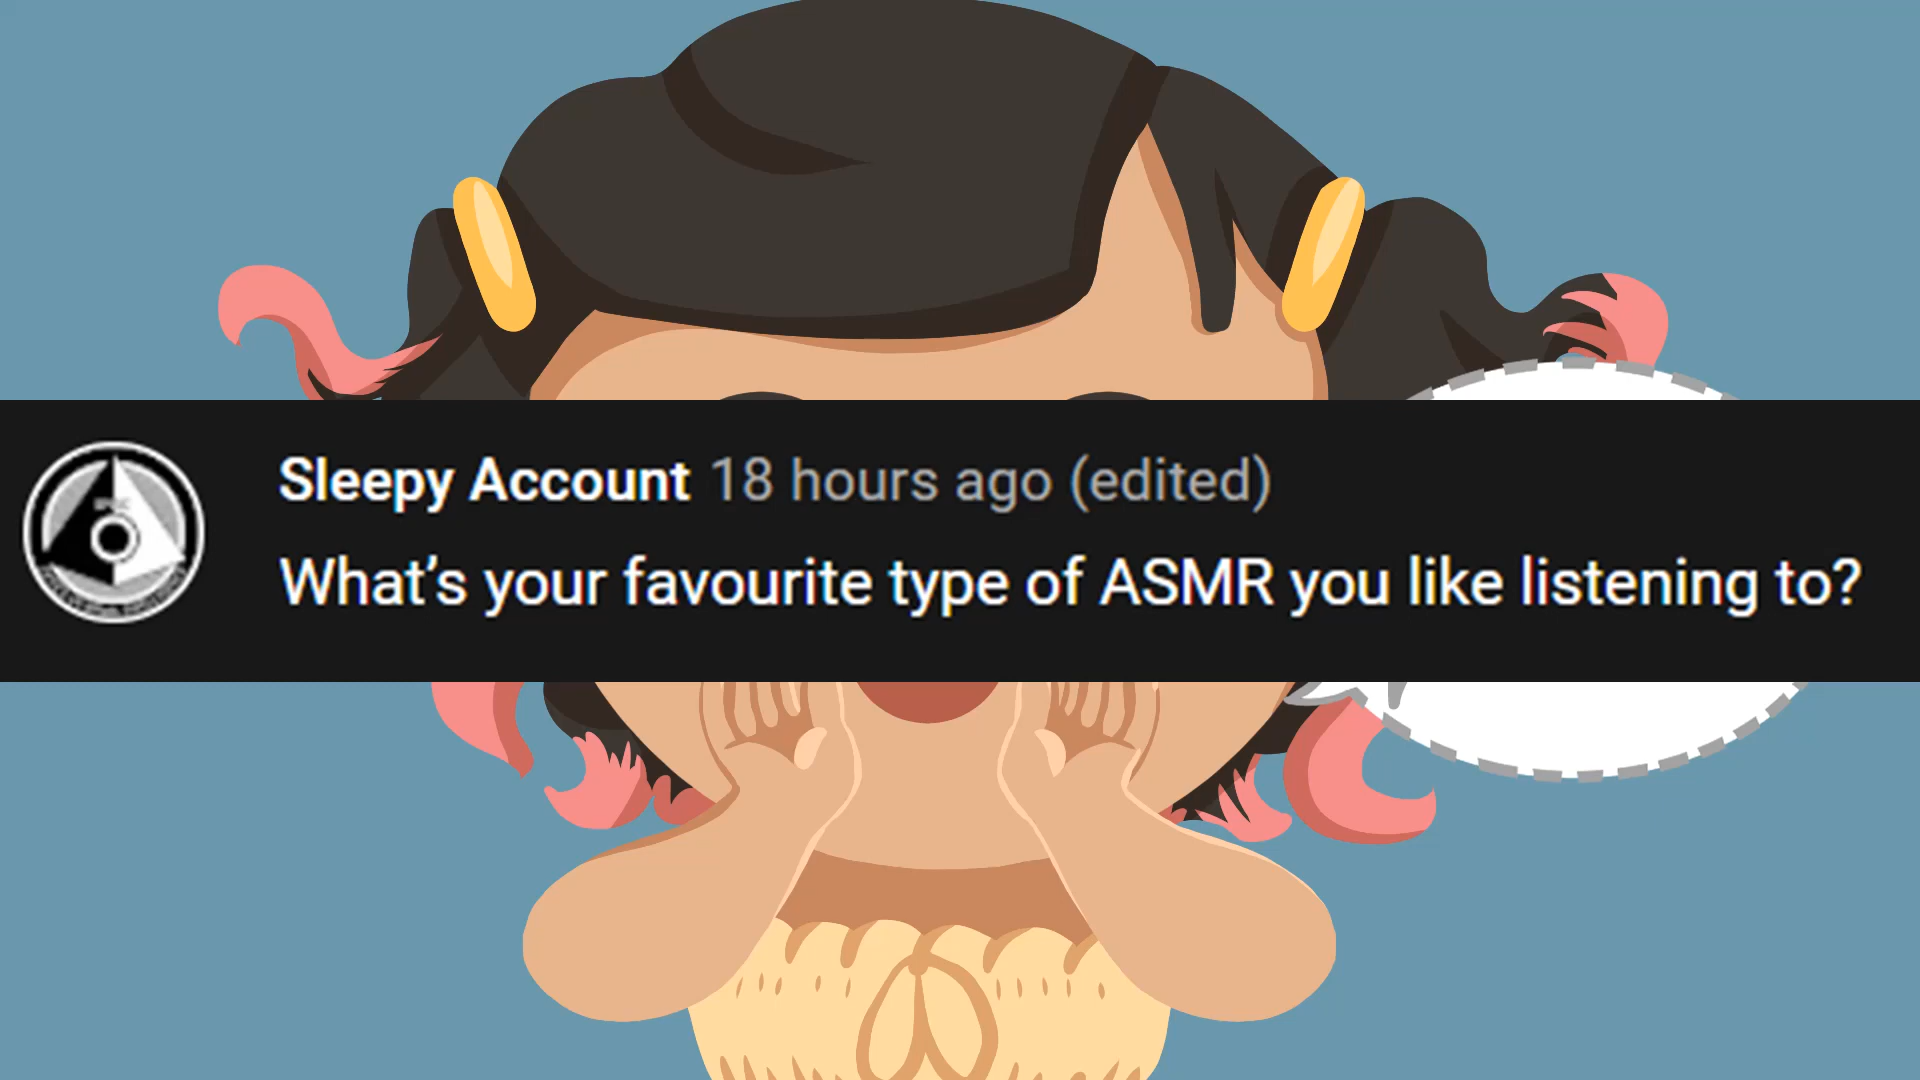 Sleepy Account 18 hours ago (edited)
What's your favourite type of ASMR you like listening to?